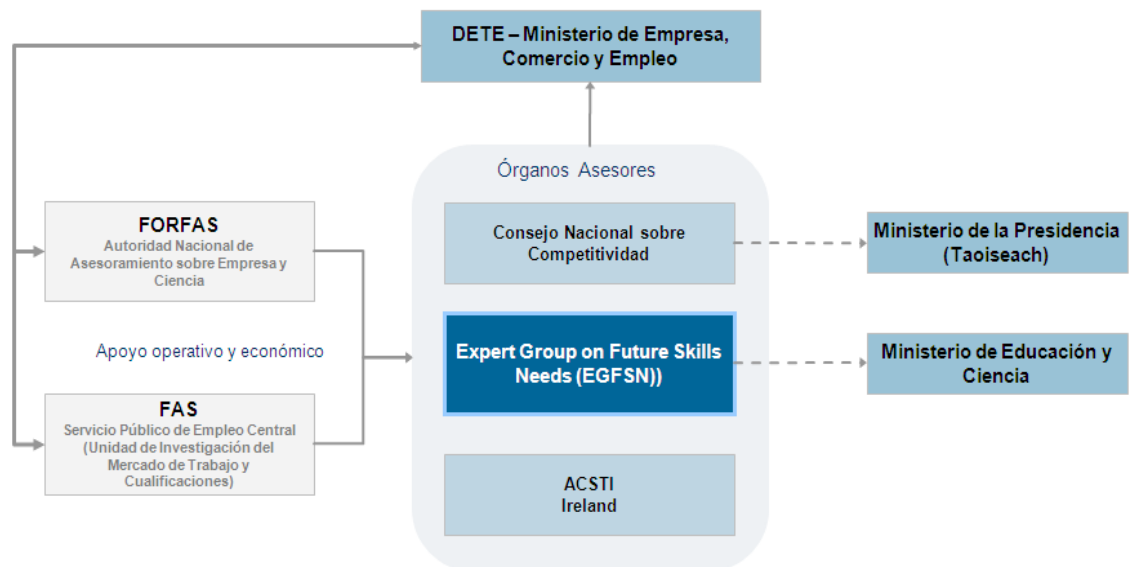 DETE – Ministerio de Empresa,
Comercio y Empleo
Órganos Asesores
FORFAS
Autoridad Nacional de
Asesoramiento sobre Empresa y
Ciencia
Consejo Nacional sobre
Competitividad
Ministerio de la Presidencia
(Taoiseach)
Apoyo operativo y económico
Expert Group on Future Skills
Needs (EGFSN))
Ministerio de Educación y
Ciencia
FAS
Servicio Público de Empleo Central
(Unidad de Investigación del
Mercado de Trabajo y
Cualificaciones)
ACSTI
Ireland